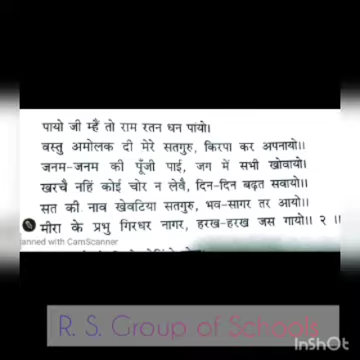 पायो जी म्हैं तो राम रतन धन पायो।
वस्तु अमोलक दी मेरे सतगुरु, किरपा कर अपनायो।।
जनम-जनम की पूँजी पाई, जग में सभी खोवायो।
खरचै नहिं कोई चोर न लेवै, दिन-दिन बढ़त सवायो।।
सत की नाव खेवटिया सतगुरु, भव-सागर तर आयो।
मीरा के प्रभु गिरधर नागर, हरख-हरख जस गायो।। २ ।।
anned with CamScanner
R. S. Group of Schools
InShOt